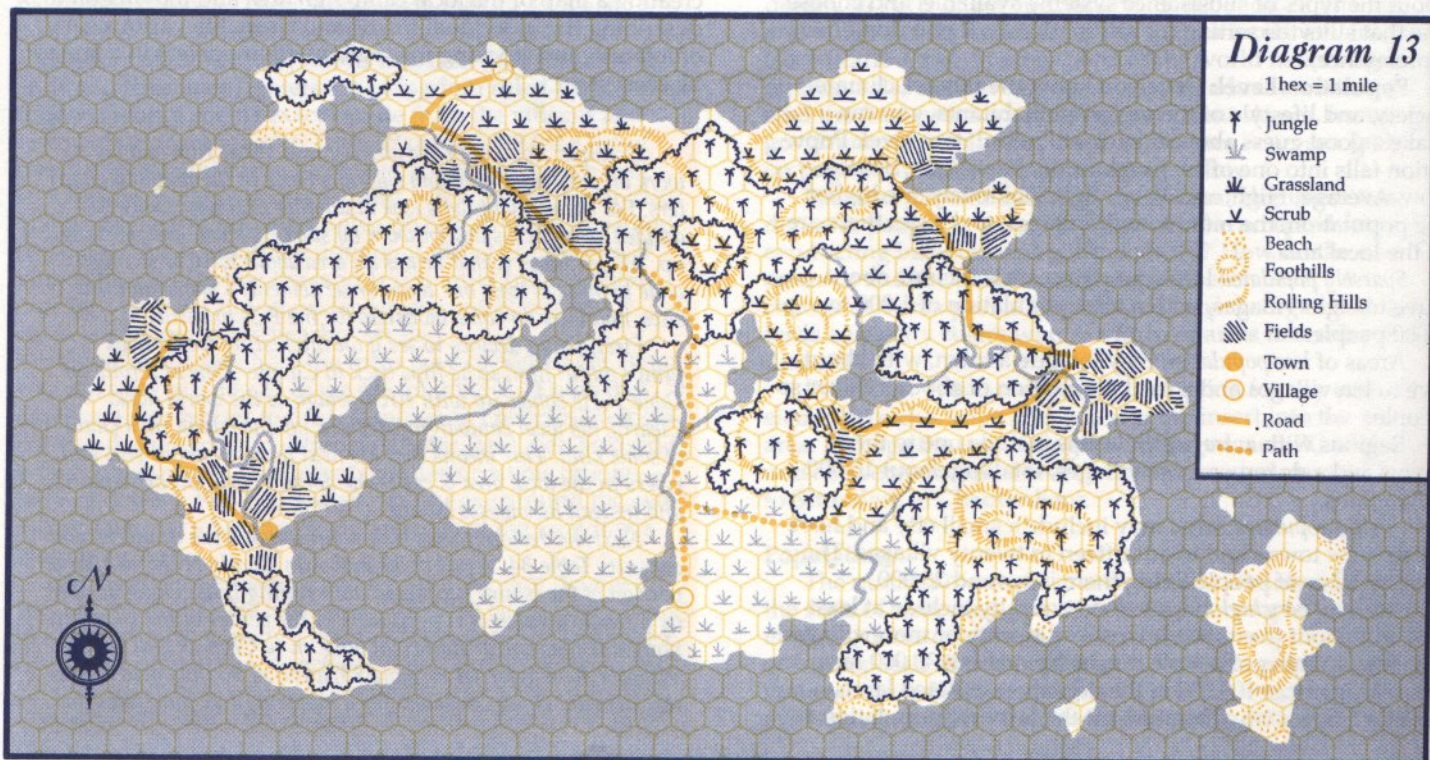 Diagram 13
1 hex = 1 mile
Jungle
Swamp
Grassland
Scrub
Beach
Foothills
Rolling Hills
Fields
Town
Village
Road
Path
N